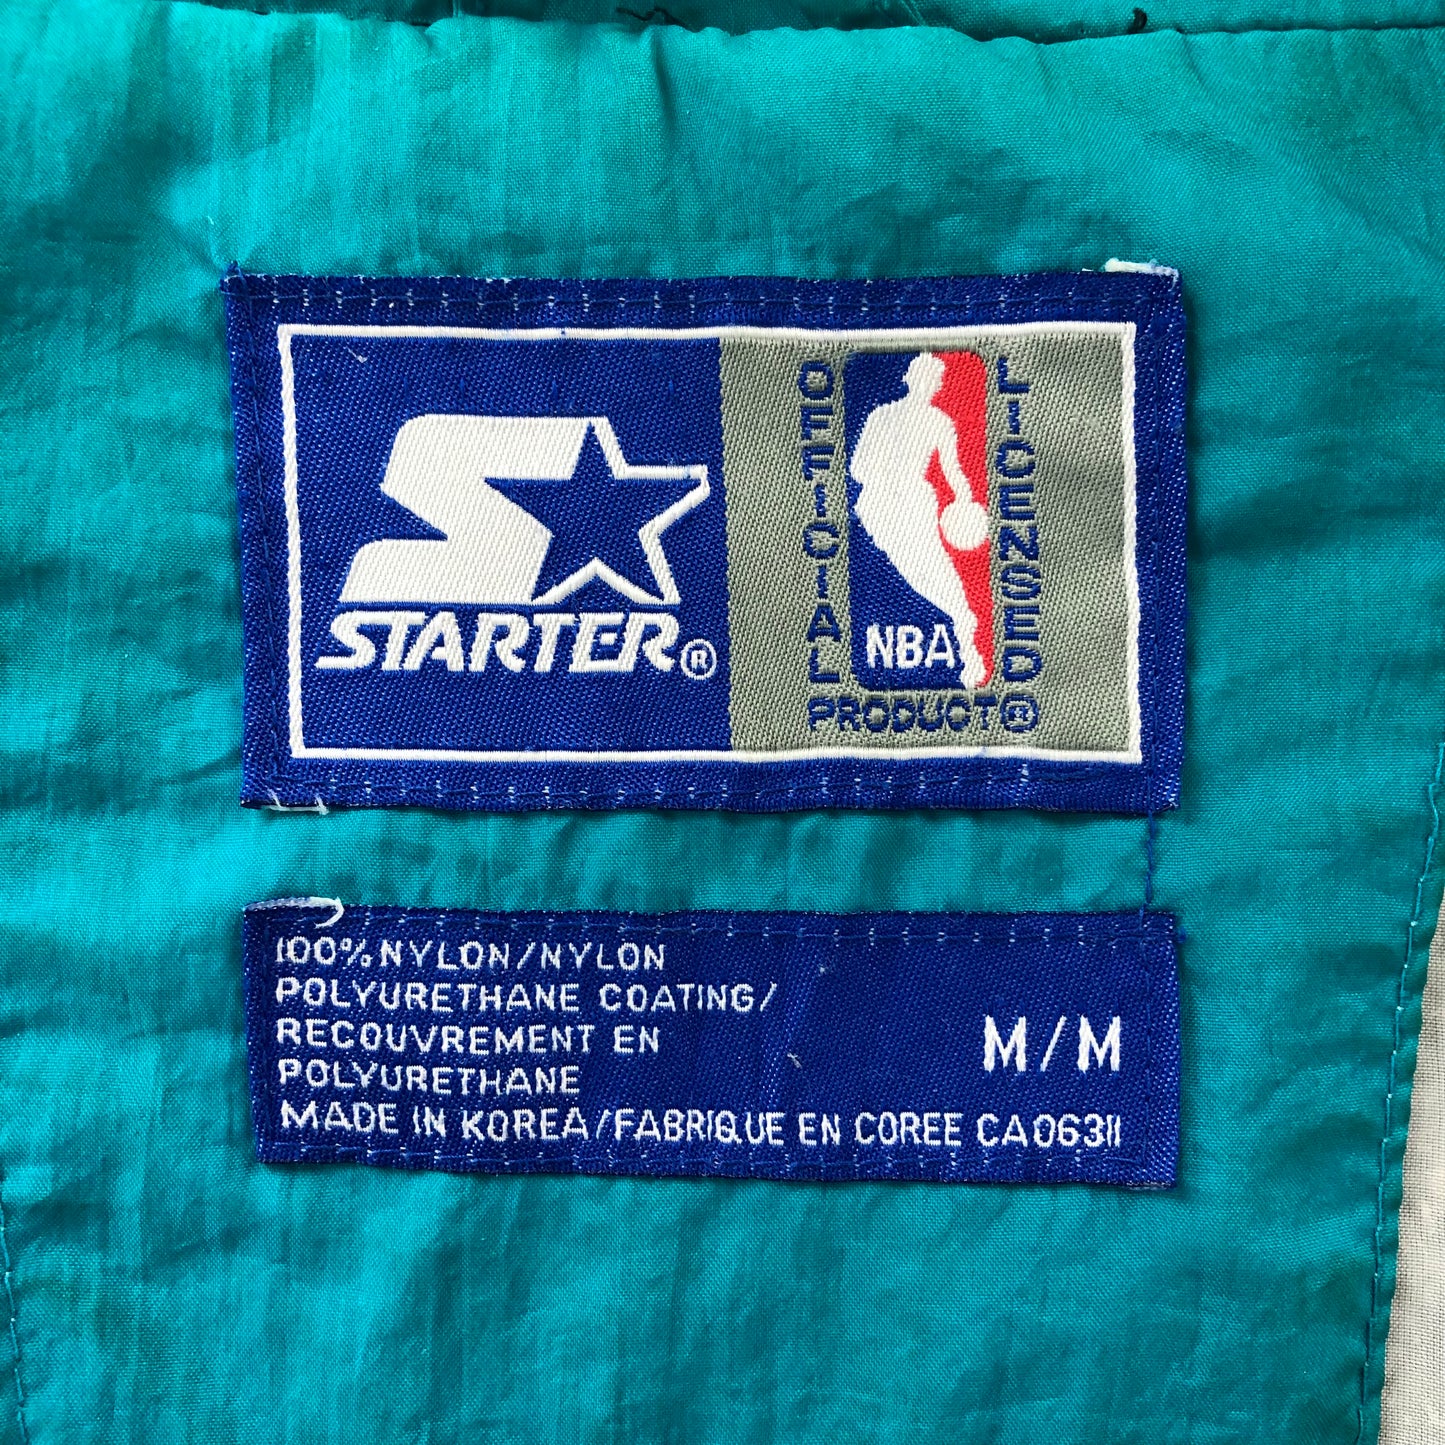 STARTER®
OFFICIAL
NBA
LICENSED
PRODUCT®
100% NYLON/NYLON
POLYURETHANE COATING/
RECOUVREMENT EN
POLYURETHANE
M/M
MADE IN KOREA/FABRIQUE EN COREE CA06311